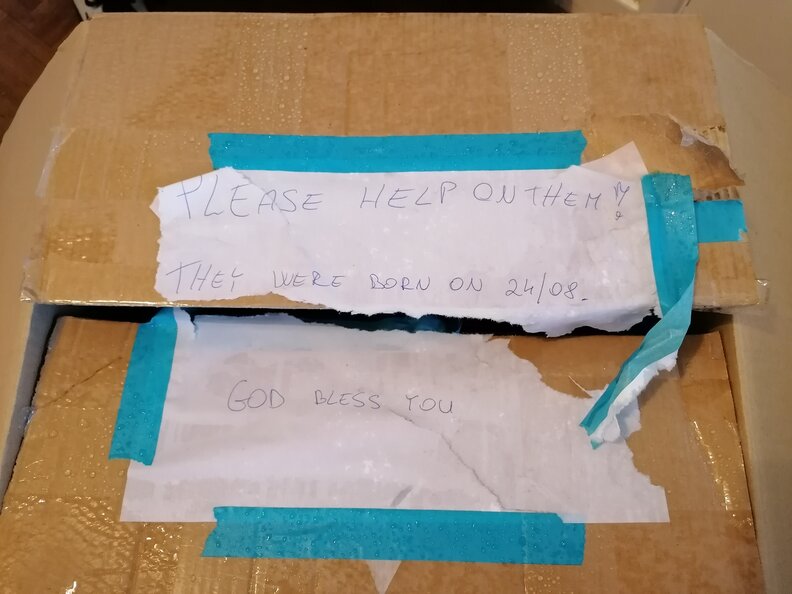 PLEASE HELP ON THEM!
THEY WERE BORN ON 24/08.
GOD BLESS YOU